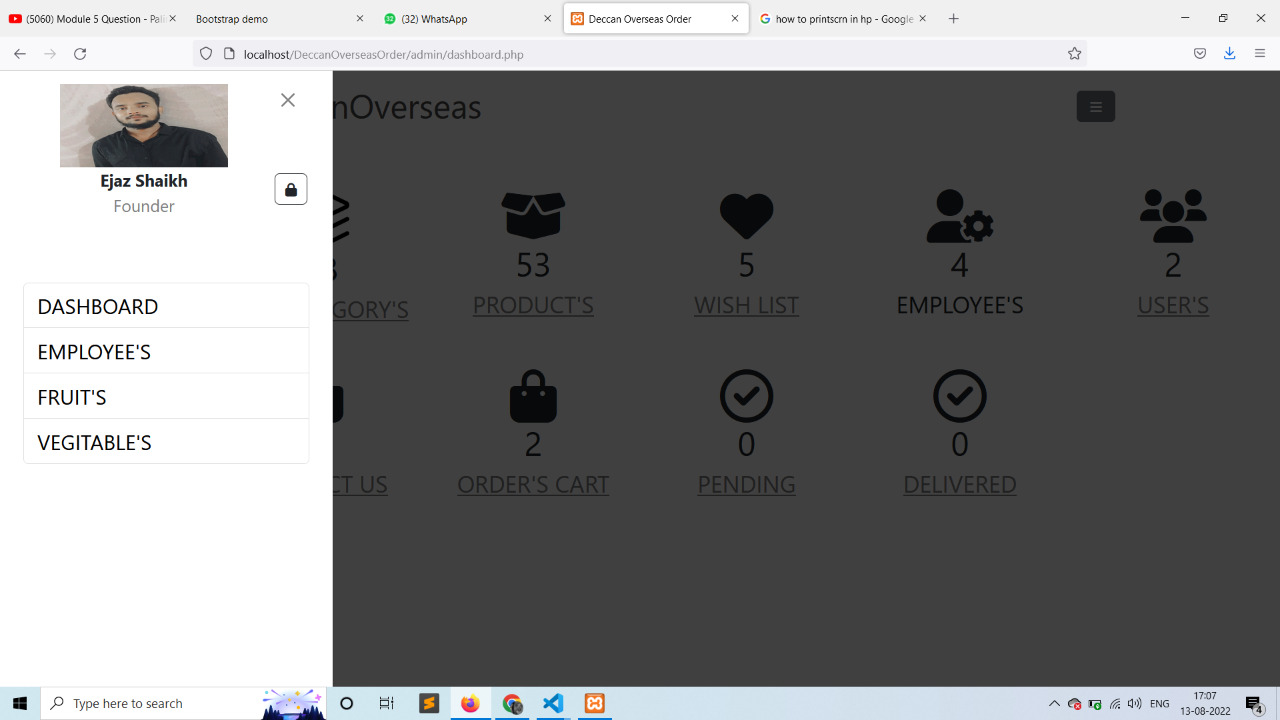 (5060) Module 5 Question - Pali
Bootstrap demo
32
(32) WhatsApp
Deccan Overseas Order
how to printscrn in hp - Google
localhost/DeccanOverseasOrder/admin/dashboard.php
nOverseas
Ejaz Shaikh
Founder
DASHBOARD
EMPLOYEE'S
FRUIT'S
VEGITABLE'S
53
5
4
2
GORY'S
PRODUCT'S
WISH LIST
EMPLOYEE'S
USER'S
2
0
0
CT US
ORDER'S CART
PENDING
DELIVERED
Type here to search
ENG
17:07
13-08-2022
4